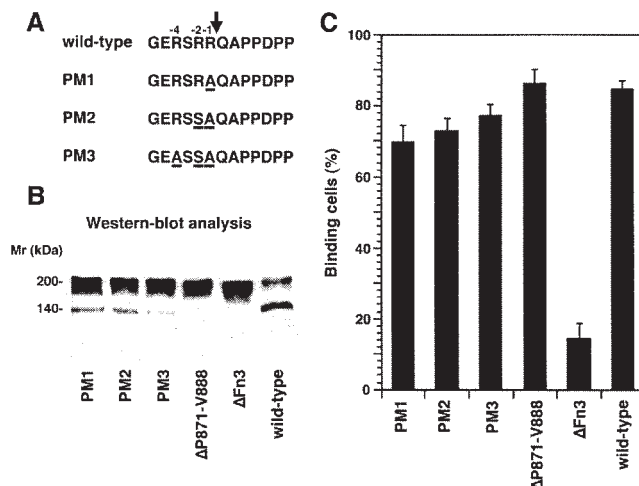 A
-4 -2-1
wild-type GERSRRQAPPDPP
PM1 GERSRAQAPPDPP
PM2 GERSSAQAPPDPP
PM3 GEASSAQAPPDPP
B
Western-blot analysis
Mr (kDa)
200-
140-
PM1
PM2
PM3
ΔP871-V888
ΔFn3
wild-type
C
Binding cells (%)
100
80
60
40
20
0
PM1
PM2
PM3
ΔP871-V888
ΔFn3
wild-type